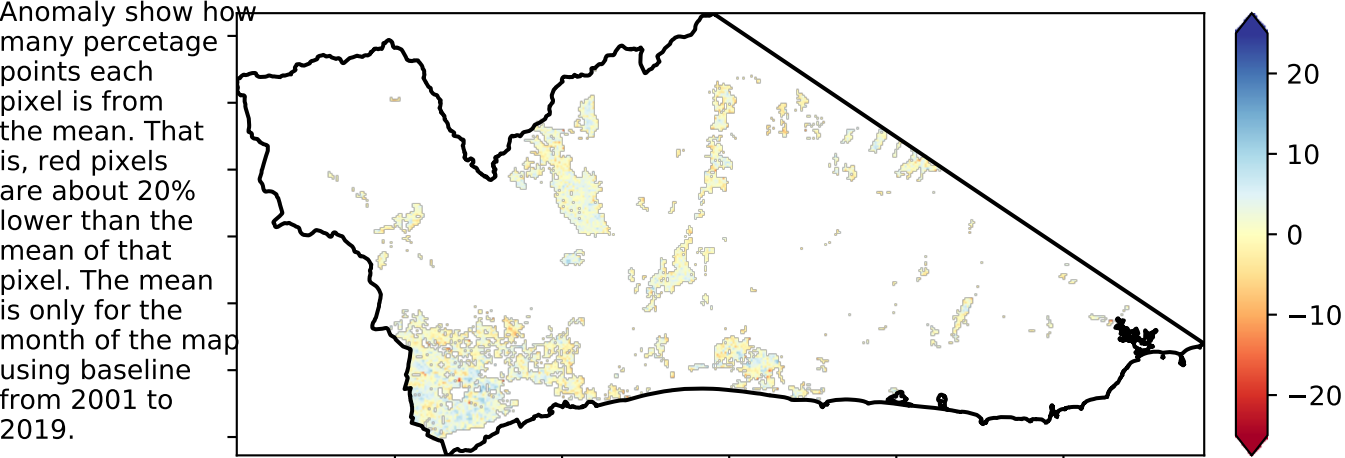 Anomaly show how
many percetage
points each
pixel is from
the mean. That
is, red pixels
are about 20%
lower than the
mean of that
pixel. The mean
is only for the
month of the map
using baseline
from 2001 to
2019.
20
10
0
−10
−20